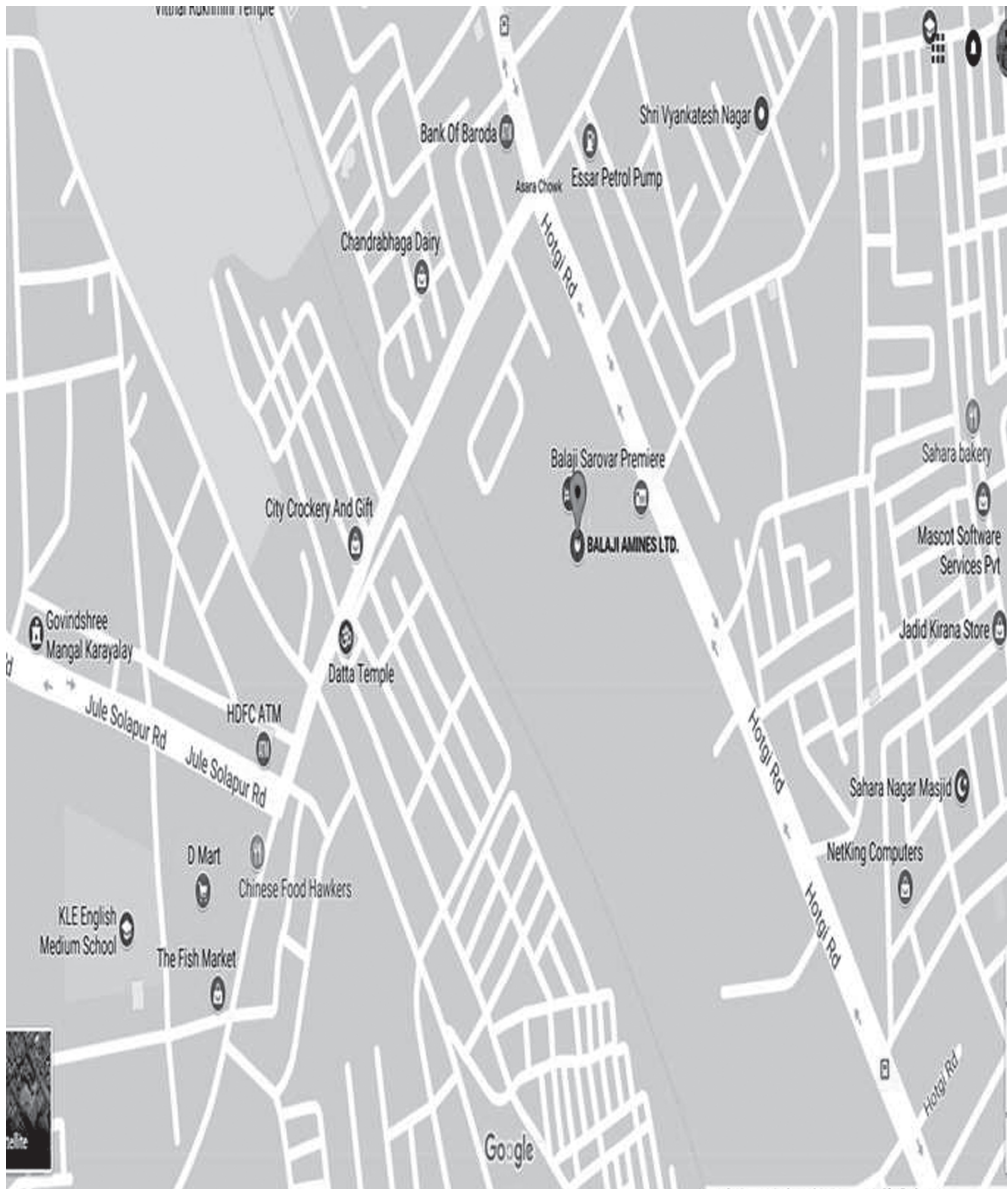 Vitthal Rukhmini Temple
Bank Of Baroda
Shri Vyankatesh Nagar
Essar Petrol Pump
Asara Chowk
Chandrabhaga Dairy
Hotgi Rd
Balaji Sarovar Premiere
Sahara bakery
City Crockery And Gift
BALAJI AMINES LTD.
Mascot Software
Services Pvt
Govindshree
Mangal Karayalay
Jadid Kirana Store
Datta Temple
HDFC ATM
Jule Solapur Rd
Jule Solapur Rd
Hotgi Rd
Sahara Nagar Masjid
D Mart
NetKing Computers
Chinese Food Hawkers
KLE English
Medium School
Hotgi Rd
The Fish Market
Hotgi Rd
tellite
Google